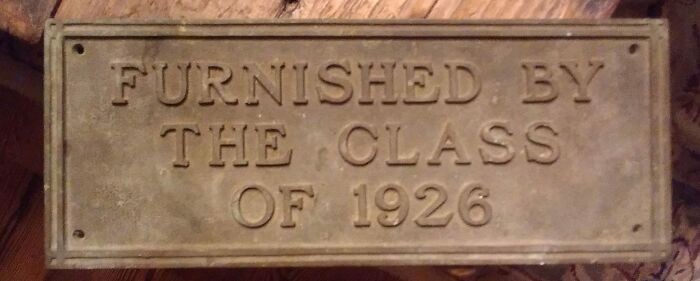 FURNISHED BY
THE CLASS
OF 1926